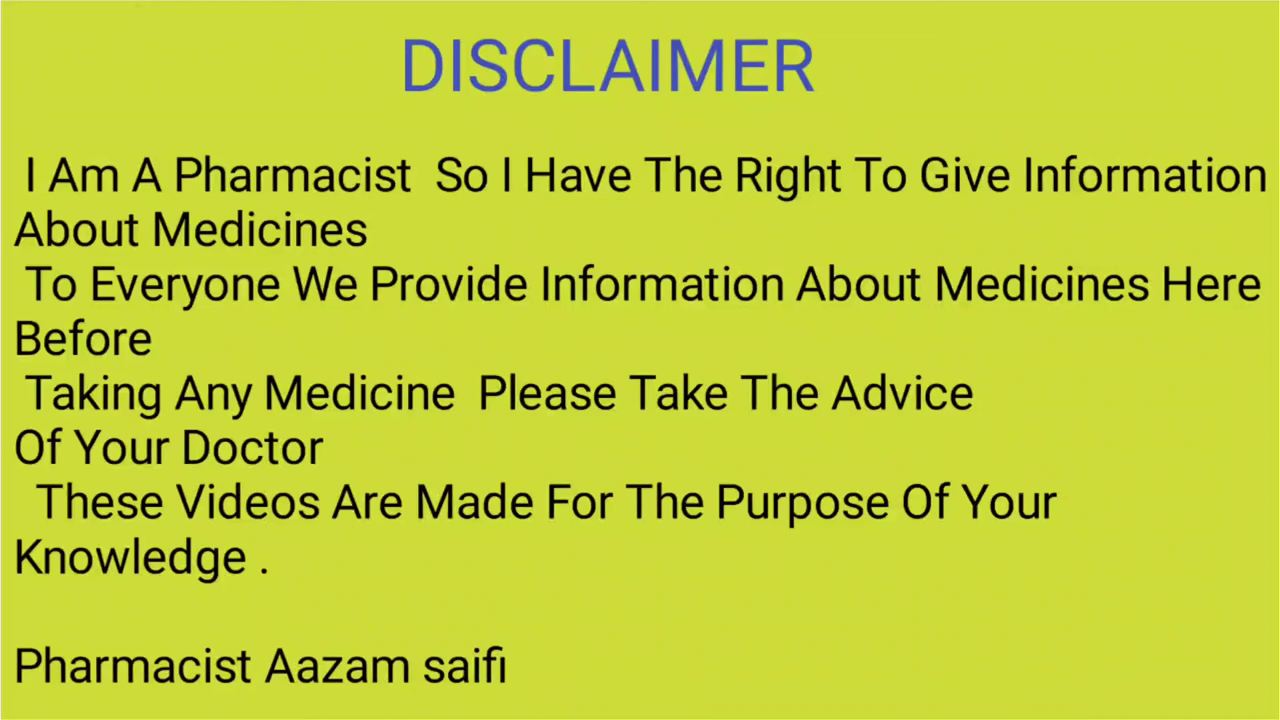 DISCLAIMER
I Am A Pharmacist So I Have The Right To Give Information
About Medicines
To Everyone We Provide Information About Medicines Here
Before
Taking Any Medicine Please Take The Advice
Of Your Doctor
These Videos Are Made For The Purpose Of Your
Knowledge .
Pharmacist Aazam saifi